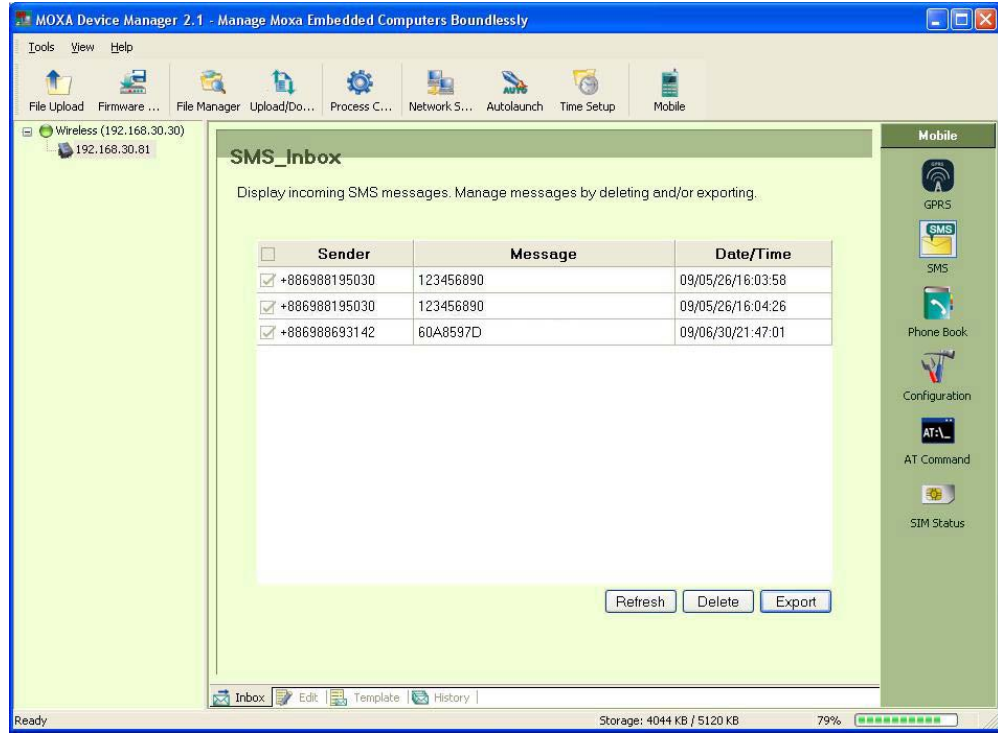 MOXA Device Manager 2.1 - Manage Moxa Embedded Computers Boundlessly
Tools View Help
File Upload Firmware ... File Manager Upload/Do... Process C... Network S... Autolaunch Time Setup Mobile
AUTO
Wireless (192.168.30.30)
192.168.30.81
SMS_Inbox
Display incoming SMS messages. Manage messages by deleting and/or exporting.
Sender Message Date/Time
+886988195030 123456890 09/05/26/16:03:58
+886988195030 123456890 09/05/26/16:04:26
+886988693142 60A8597D 09/06/30/21:47:01
Refresh Delete Export
Inbox Edit Template History
Mobile
GPRS
GPRS
SMS
SMS
Phone Book
Configuration
AT:\_
AT Command
SIM Status
Ready Storage: 4044 KB / 5120 KB 79%